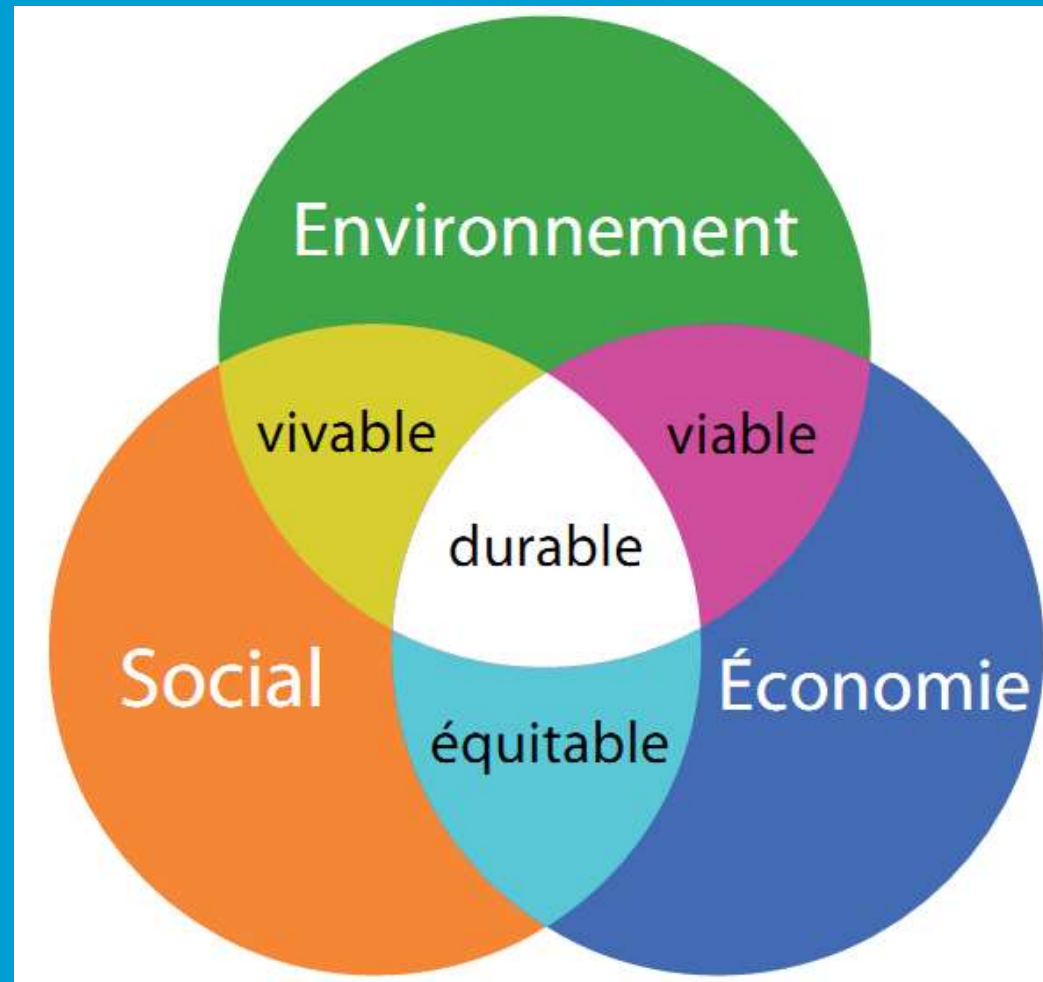 Environnement
vivable
viable
durable
Social
Économie
équitable